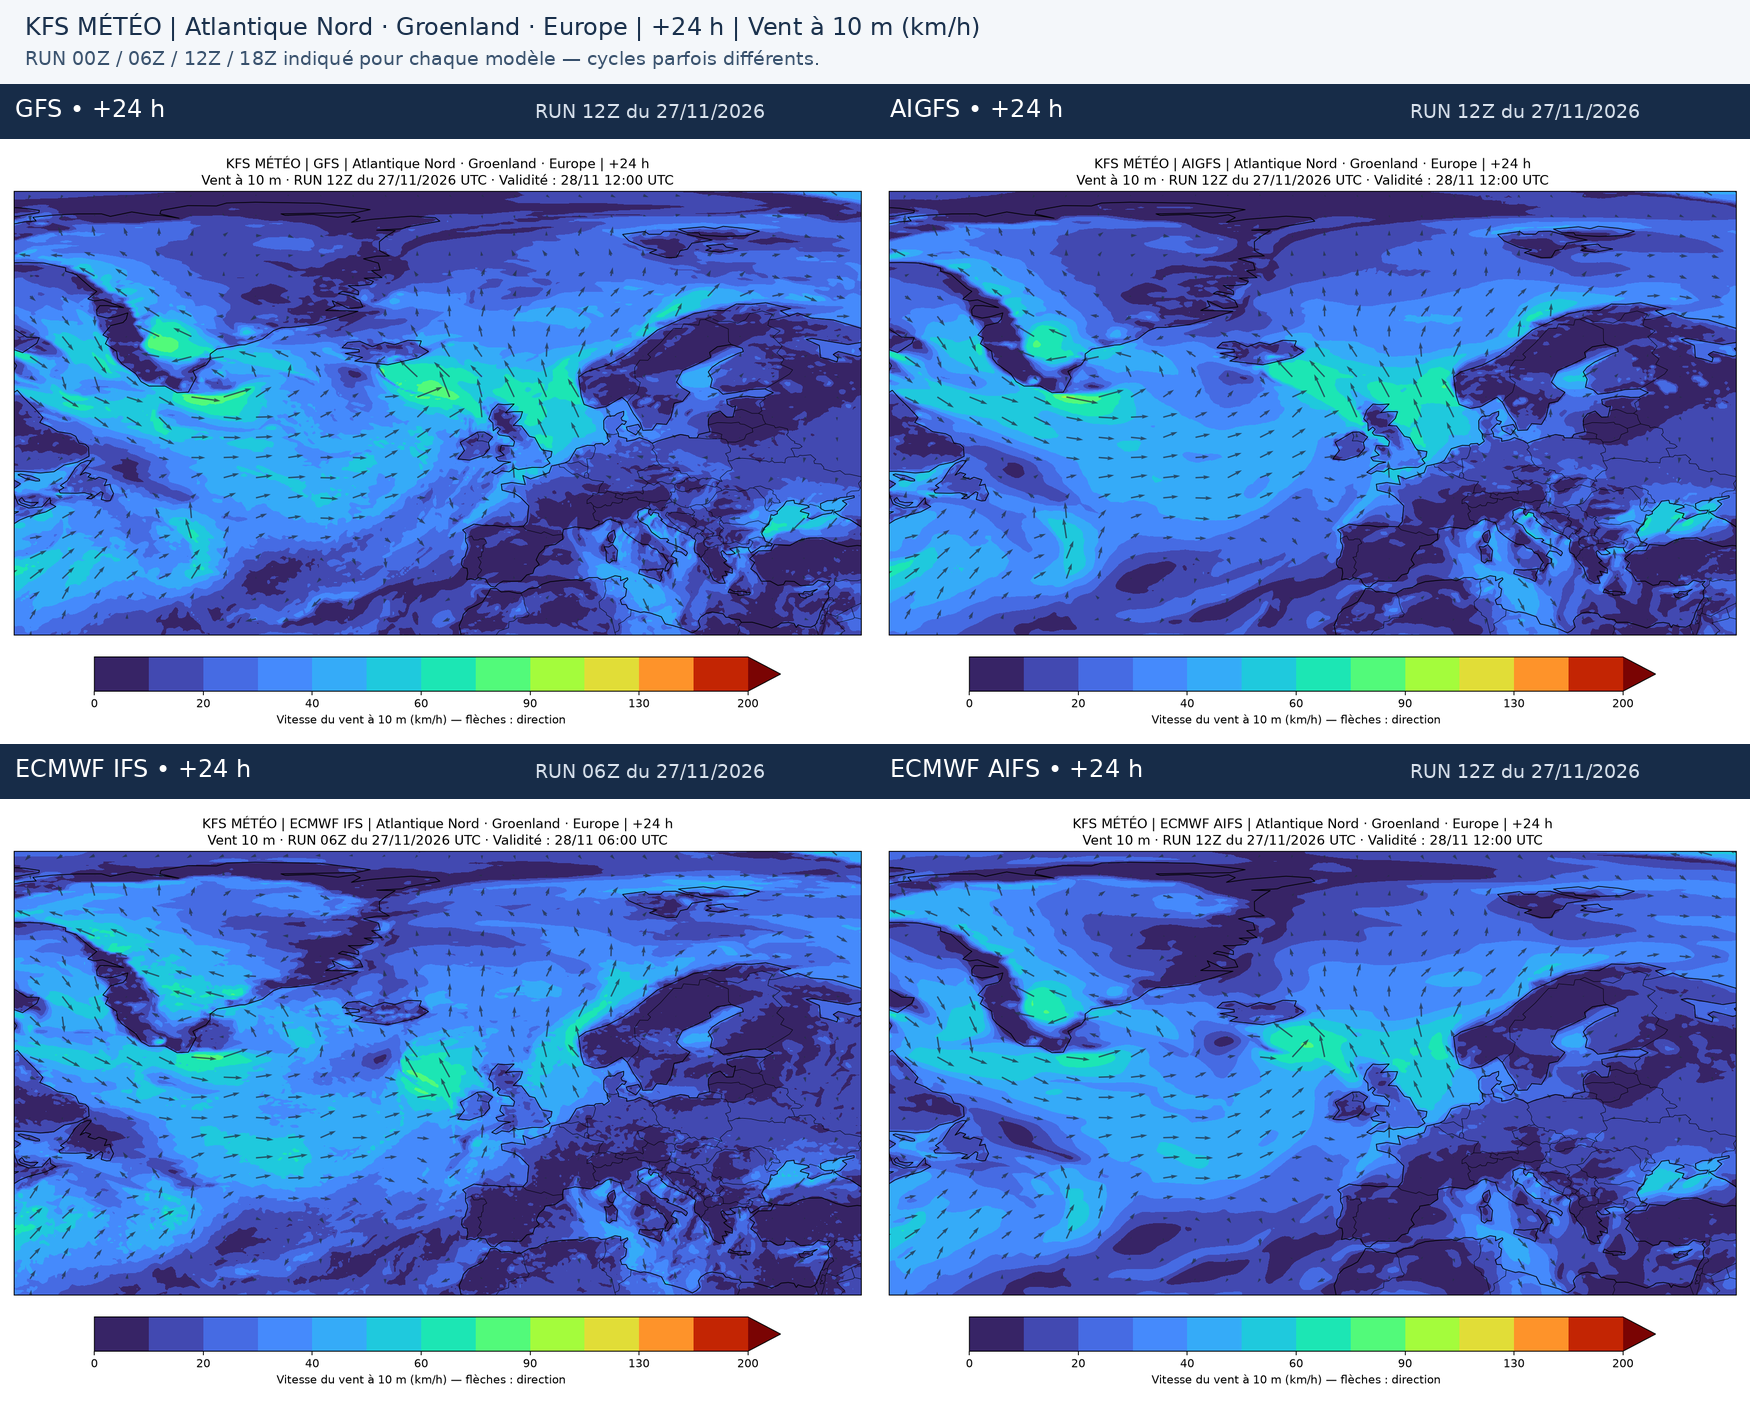 KFS MÉTÉO | Atlantique Nord · Groenland · Europe | +24 h | Vent à 10 m (km/h)
RUN 00Z / 06Z / 12Z / 18Z indiqué pour chaque modèle — cycles parfois différents.
GFS • +24 h
RUN 12Z du 27/11/2026
KFS MÉTÉO | GFS | Atlantique Nord · Groenland · Europe | +24 h
Vent à 10 m · RUN 12Z du 27/11/2026 UTC · Validité : 28/11 12:00 UTC
0 20 40 60 90 130 200
Vitesse du vent à 10 m (km/h) — flèches : direction
AIGFS • +24 h
RUN 12Z du 27/11/2026
KFS MÉTÉO | AIGFS | Atlantique Nord · Groenland · Europe | +24 h
Vent à 10 m · RUN 12Z du 27/11/2026 UTC · Validité : 28/11 12:00 UTC
0 20 40 60 90 130 200
Vitesse du vent à 10 m (km/h) — flèches : direction
ECMWF IFS • +24 h
RUN 06Z du 27/11/2026
KFS MÉTÉO | ECMWF IFS | Atlantique Nord · Groenland · Europe | +24 h
Vent 10 m · RUN 06Z du 27/11/2026 UTC · Validité : 28/11 06:00 UTC
0 20 40 60 90 130 200
Vitesse du vent à 10 m (km/h) — flèches : direction
ECMWF AIFS • +24 h
RUN 12Z du 27/11/2026
KFS MÉTÉO | ECMWF AIFS | Atlantique Nord · Groenland · Europe | +24 h
Vent 10 m · RUN 12Z du 27/11/2026 UTC · Validité : 28/11 12:00 UTC
0 20 40 60 90 130 200
Vitesse du vent à 10 m (km/h) — flèches : direction